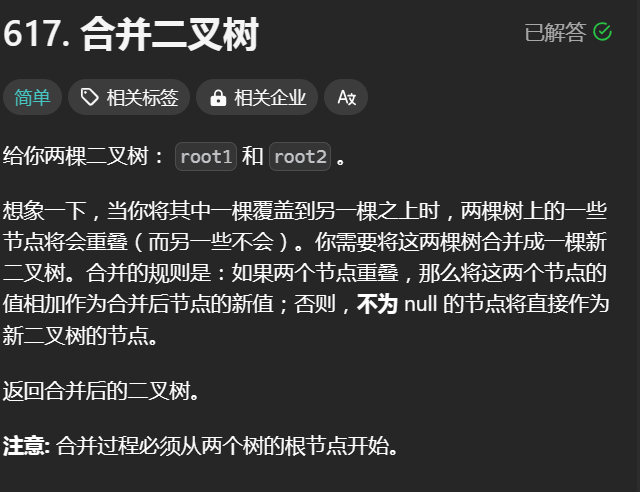 617. 合并二叉树
已解答
简单 相关标签 相关企业
给你两棵二叉树： root1 和 root2 。
想象一下，当你将其中一棵覆盖到另一棵之上时，两棵树上的一些
节点将会重叠（而另一些不会）。你需要将这两棵树合并成一棵新
二叉树。合并的规则是：如果两个节点重叠，那么将这两个节点的
值相加作为合并后节点的新值；否则，不为 null 的节点将直接作为
新二叉树的节点。
返回合并后的二叉树。
注意: 合并过程必须从两个树的根节点开始。